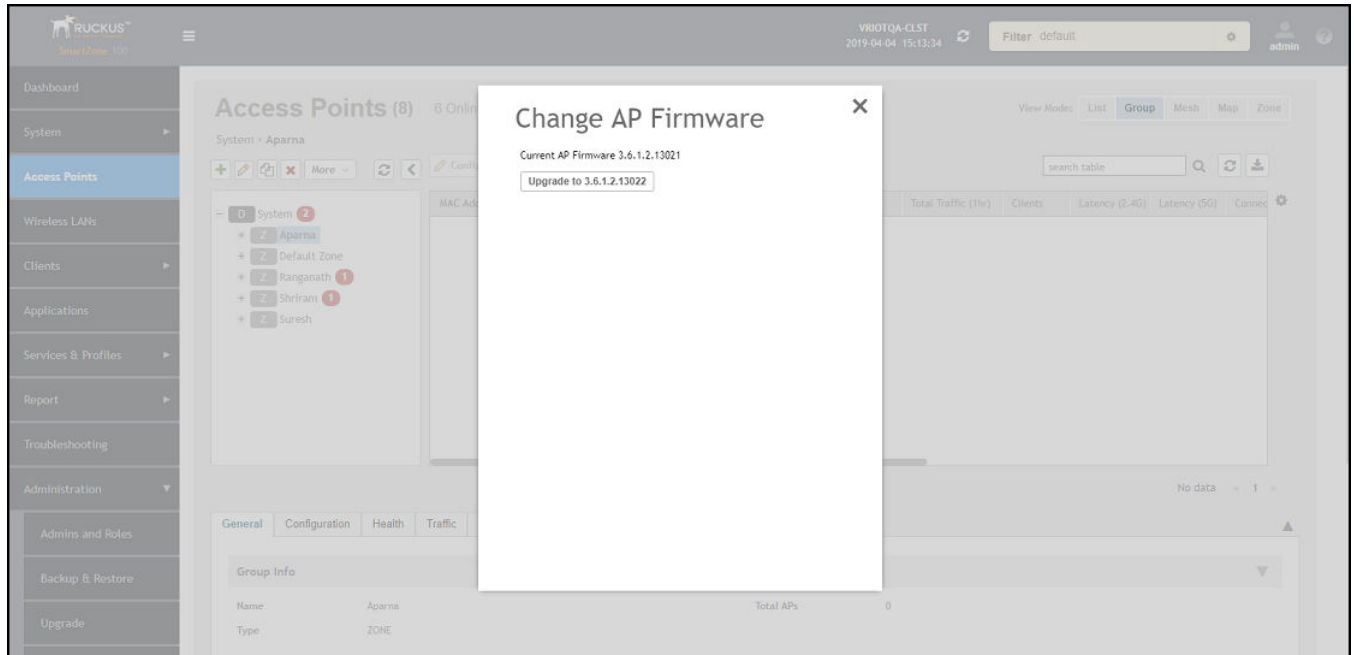 RUCKUS™
SmartZone 100
VRIOTQA-CLST
2019-04-04 15:13:34
Filter default
admin
Dashboard
System
Access Points
Wireless LANs
Clients
Applications
Services & Profiles
Report
Troubleshooting
Administration
Admins and Roles
Backup & Restore
Upgrade
Access Points (8) 6 Onlin
View Mode: List Group Mesh Map Zone
System › Aparna
More
search table
D System 2
Z Aparna
Z Default Zone
Z Ranganath 1
Z Shriram 1
Z Suresh
MAC Add
Total Traffic (1hr) Clients Latency (2.4G) Latency (5G) Connec
Change AP Firmware
Current AP Firmware 3.6.1.2.13021
Upgrade to 3.6.1.2.13022
No data 1
General Configuration Health Traffic
Group Info
Name Aparna Total APs 0
Type ZONE